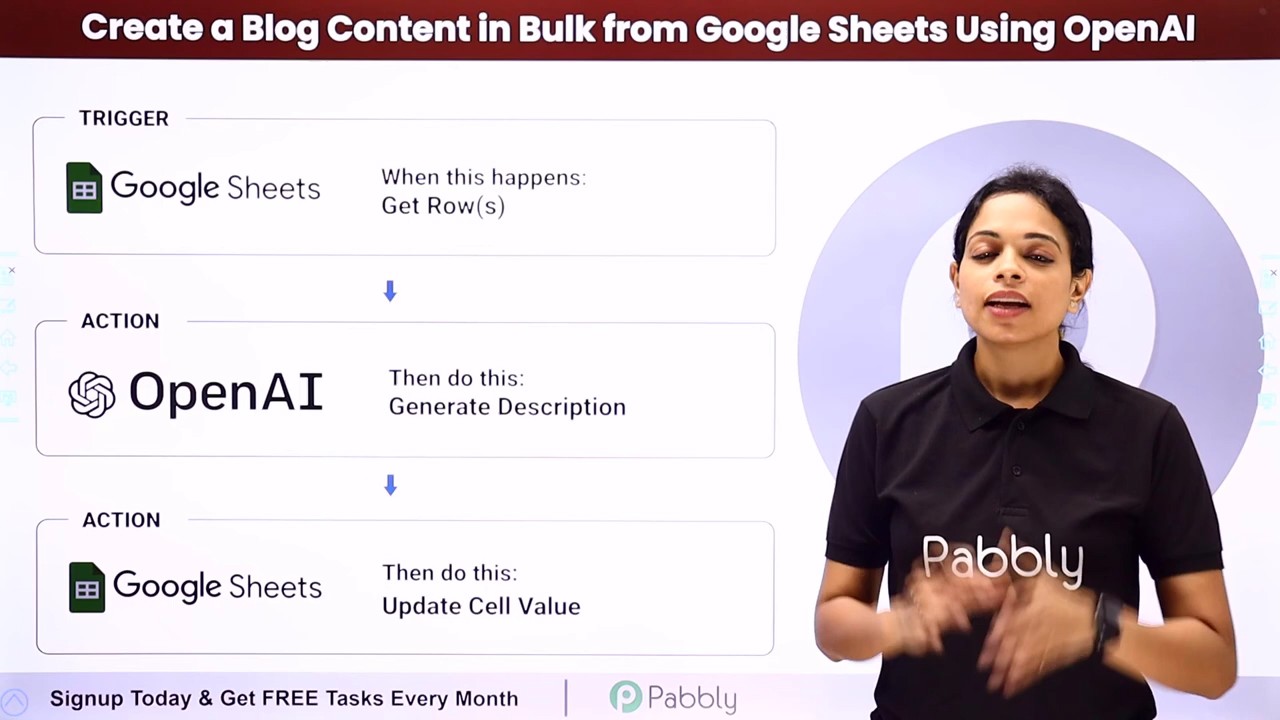 Create a Blog Content in Bulk from Google Sheets Using OpenAI
TRIGGER
Google Sheets
When this happens:
Get Row(s)
ACTION
OpenAI
Then do this:
Generate Description
ACTION
Google Sheets
Then do this:
Update Cell Value
Pabbly
Signup Today & Get FREE Tasks Every Month
Pabbly